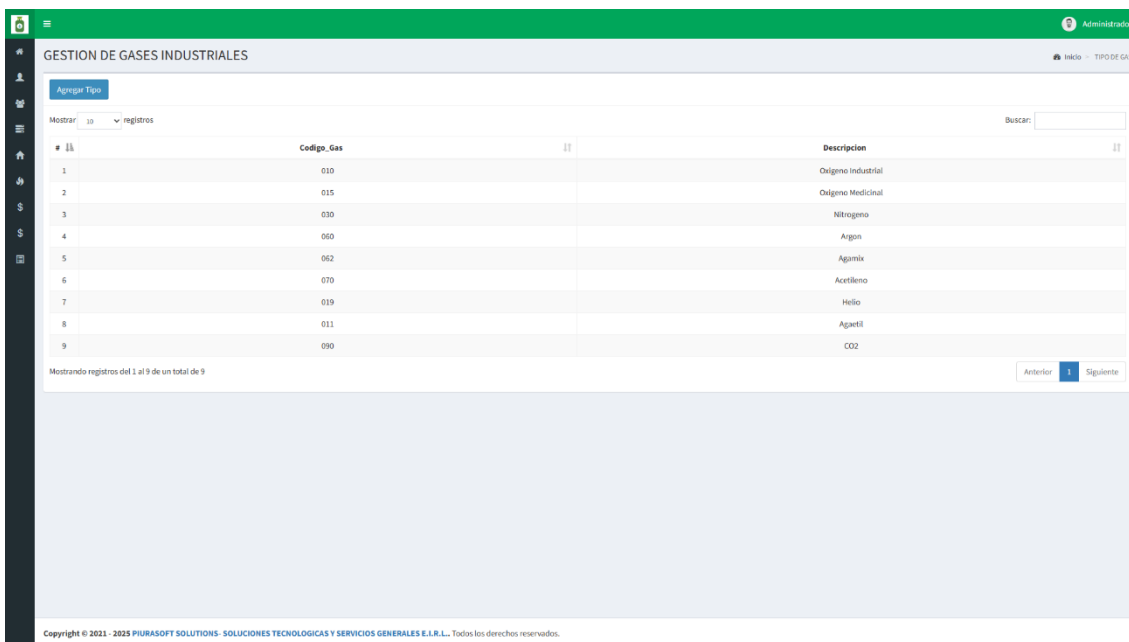 Administrado
GESTION DE GASES INDUSTRIALES
Inicio > TIPO DE GA
Agregar Tipo
Mostrar 10 registros
Buscar:
# Codigo_Gas Descripcion
1 010 Oxigeno Industrial
2 015 Oxigeno Medicinal
3 030 Nitrogeno
4 060 Argon
5 062 Agamix
6 070 Acetileno
7 019 Helio
8 011 Agaetil
9 090 CO2
Mostrando registros del 1 al 9 de un total de 9
Anterior 1 Siguiente
Copyright © 2021 - 2025 PIURASOFT SOLUTIONS- SOLUCIONES TECNOLOGICAS Y SERVICIOS GENERALES E.I.R.L.. Todos los derechos reservados.